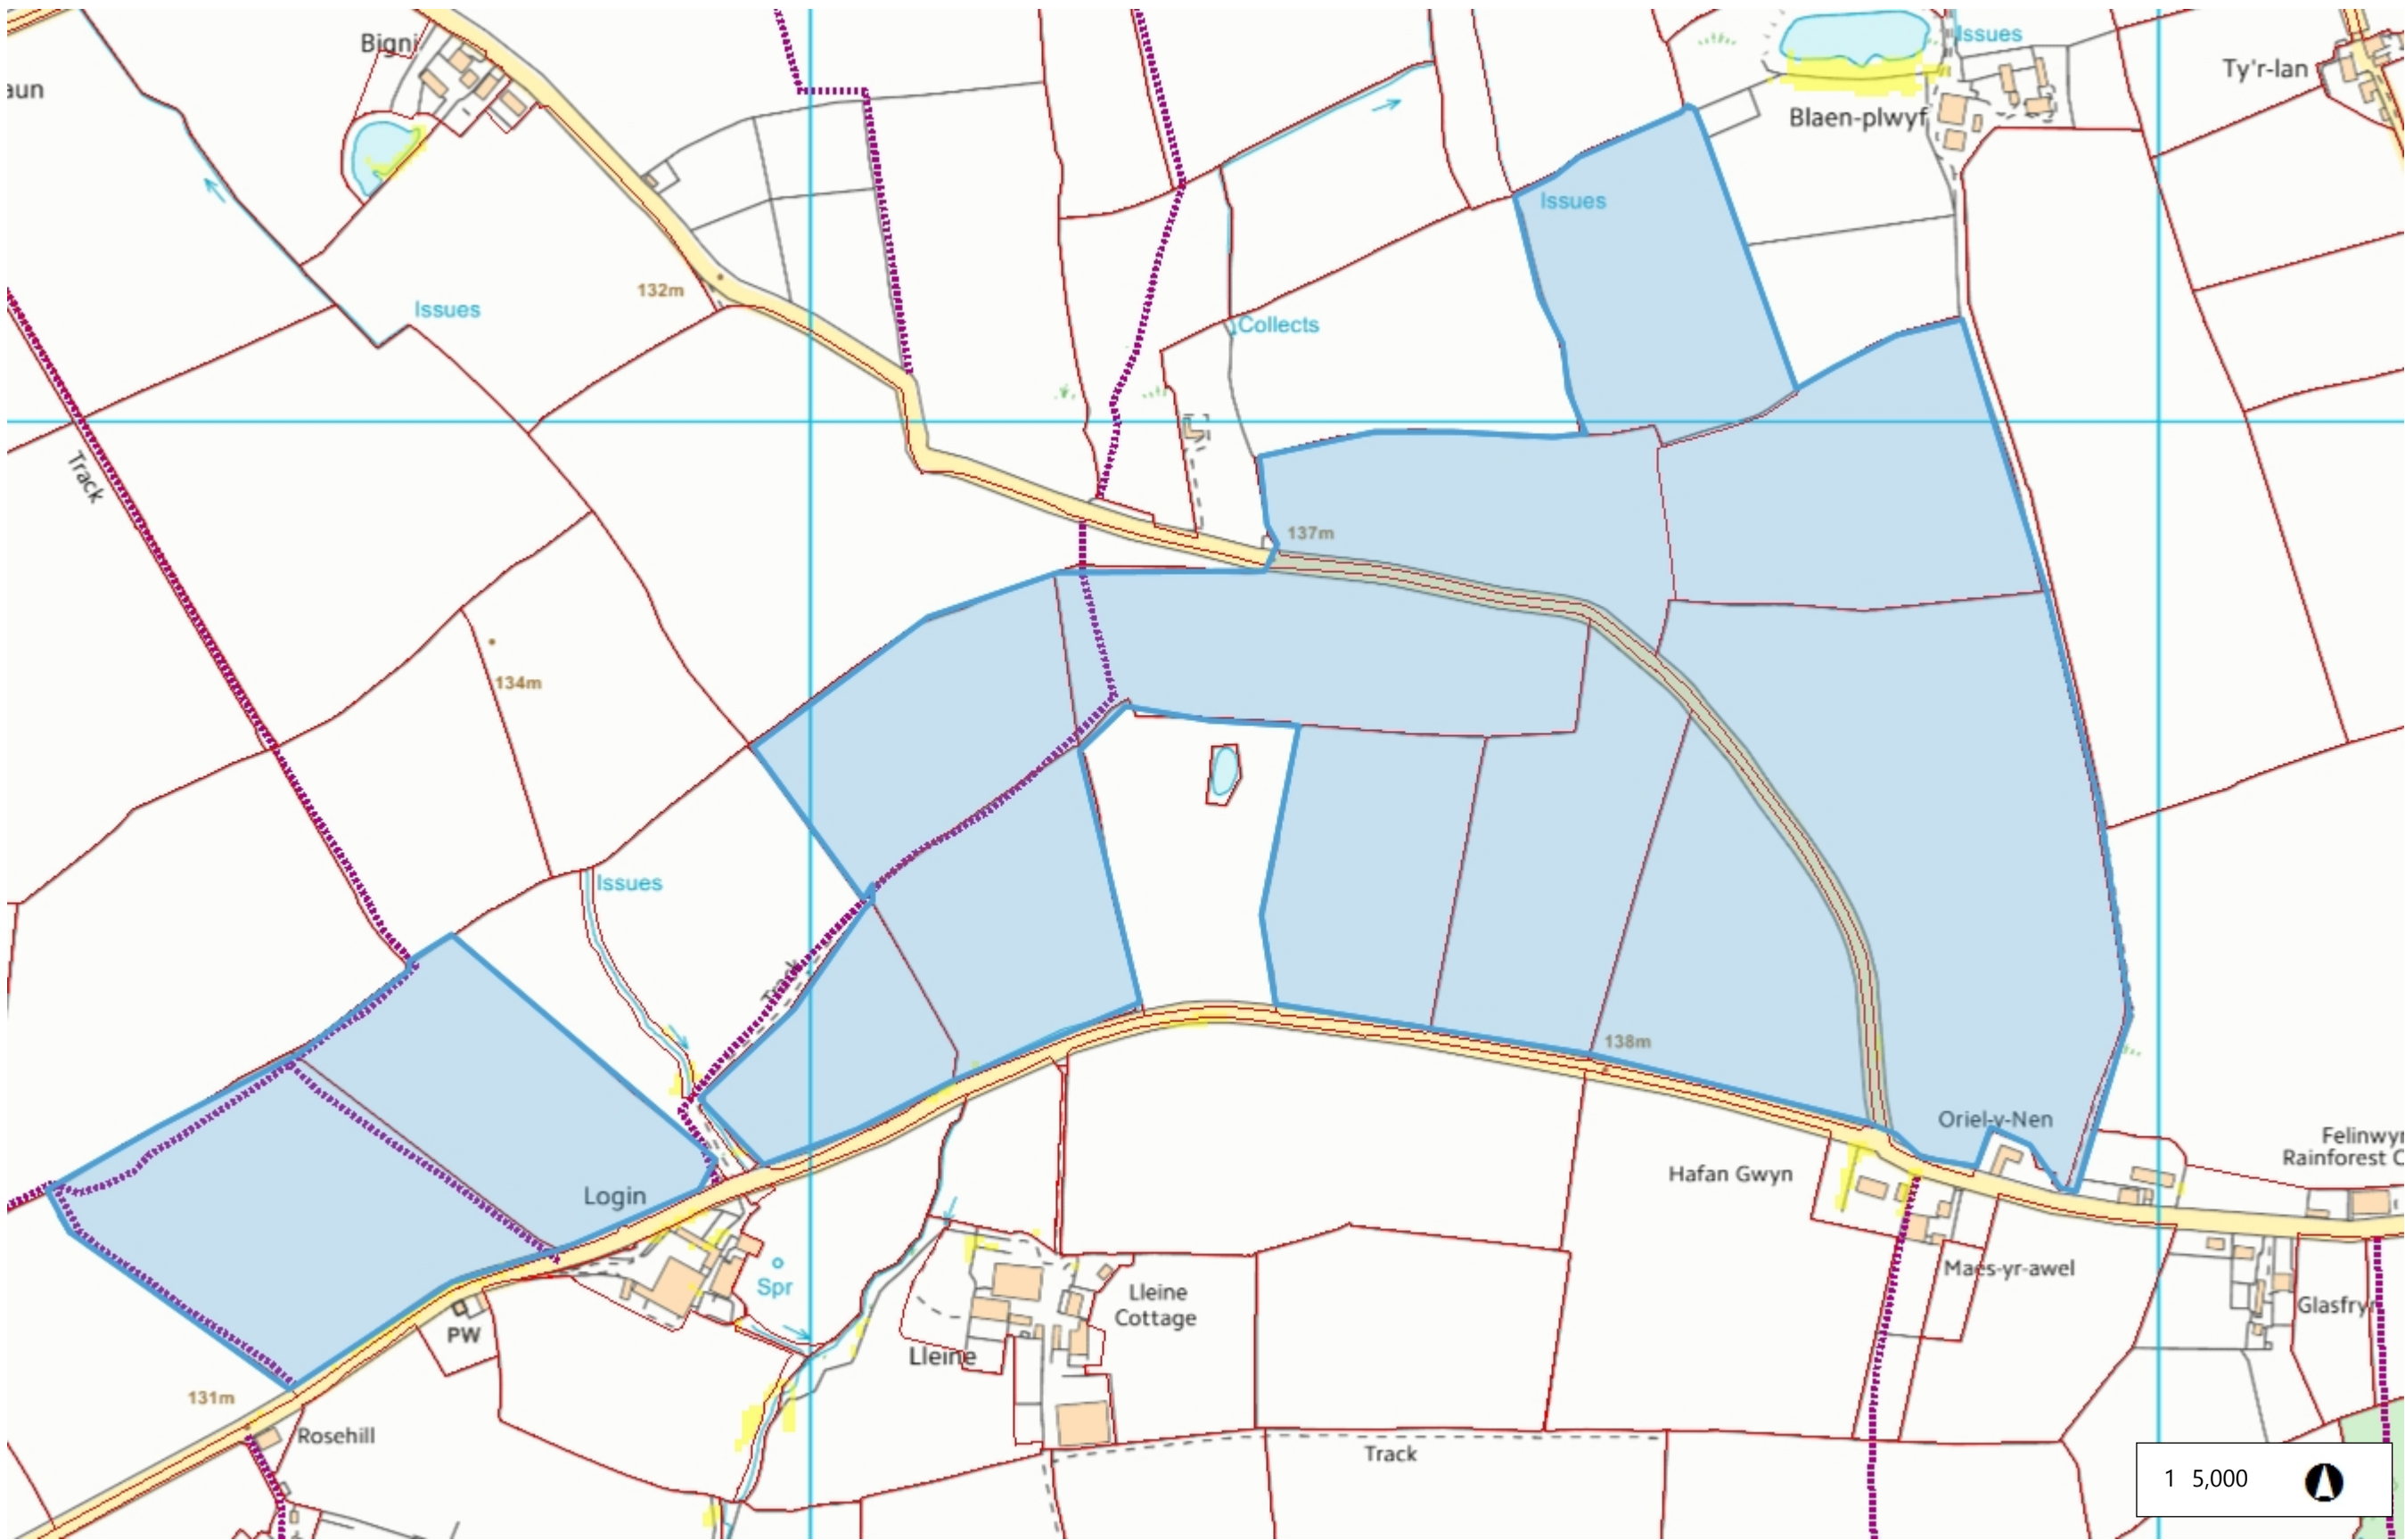 Bigni
aun
Issues
Ty'r-lan
Blaen-plwyf
Issues
132m
Issues
Collects
Track
137m
134m
Issues
Track
138m
Oriel-y-Nen
Felinwyn
Rainforest C
Hafan Gwyn
Login
Maes-yr-awel
Spr
Lleine
Cottage
Glasfryn
PW
Lleine
131m
Rosehill
Track
1 5,000